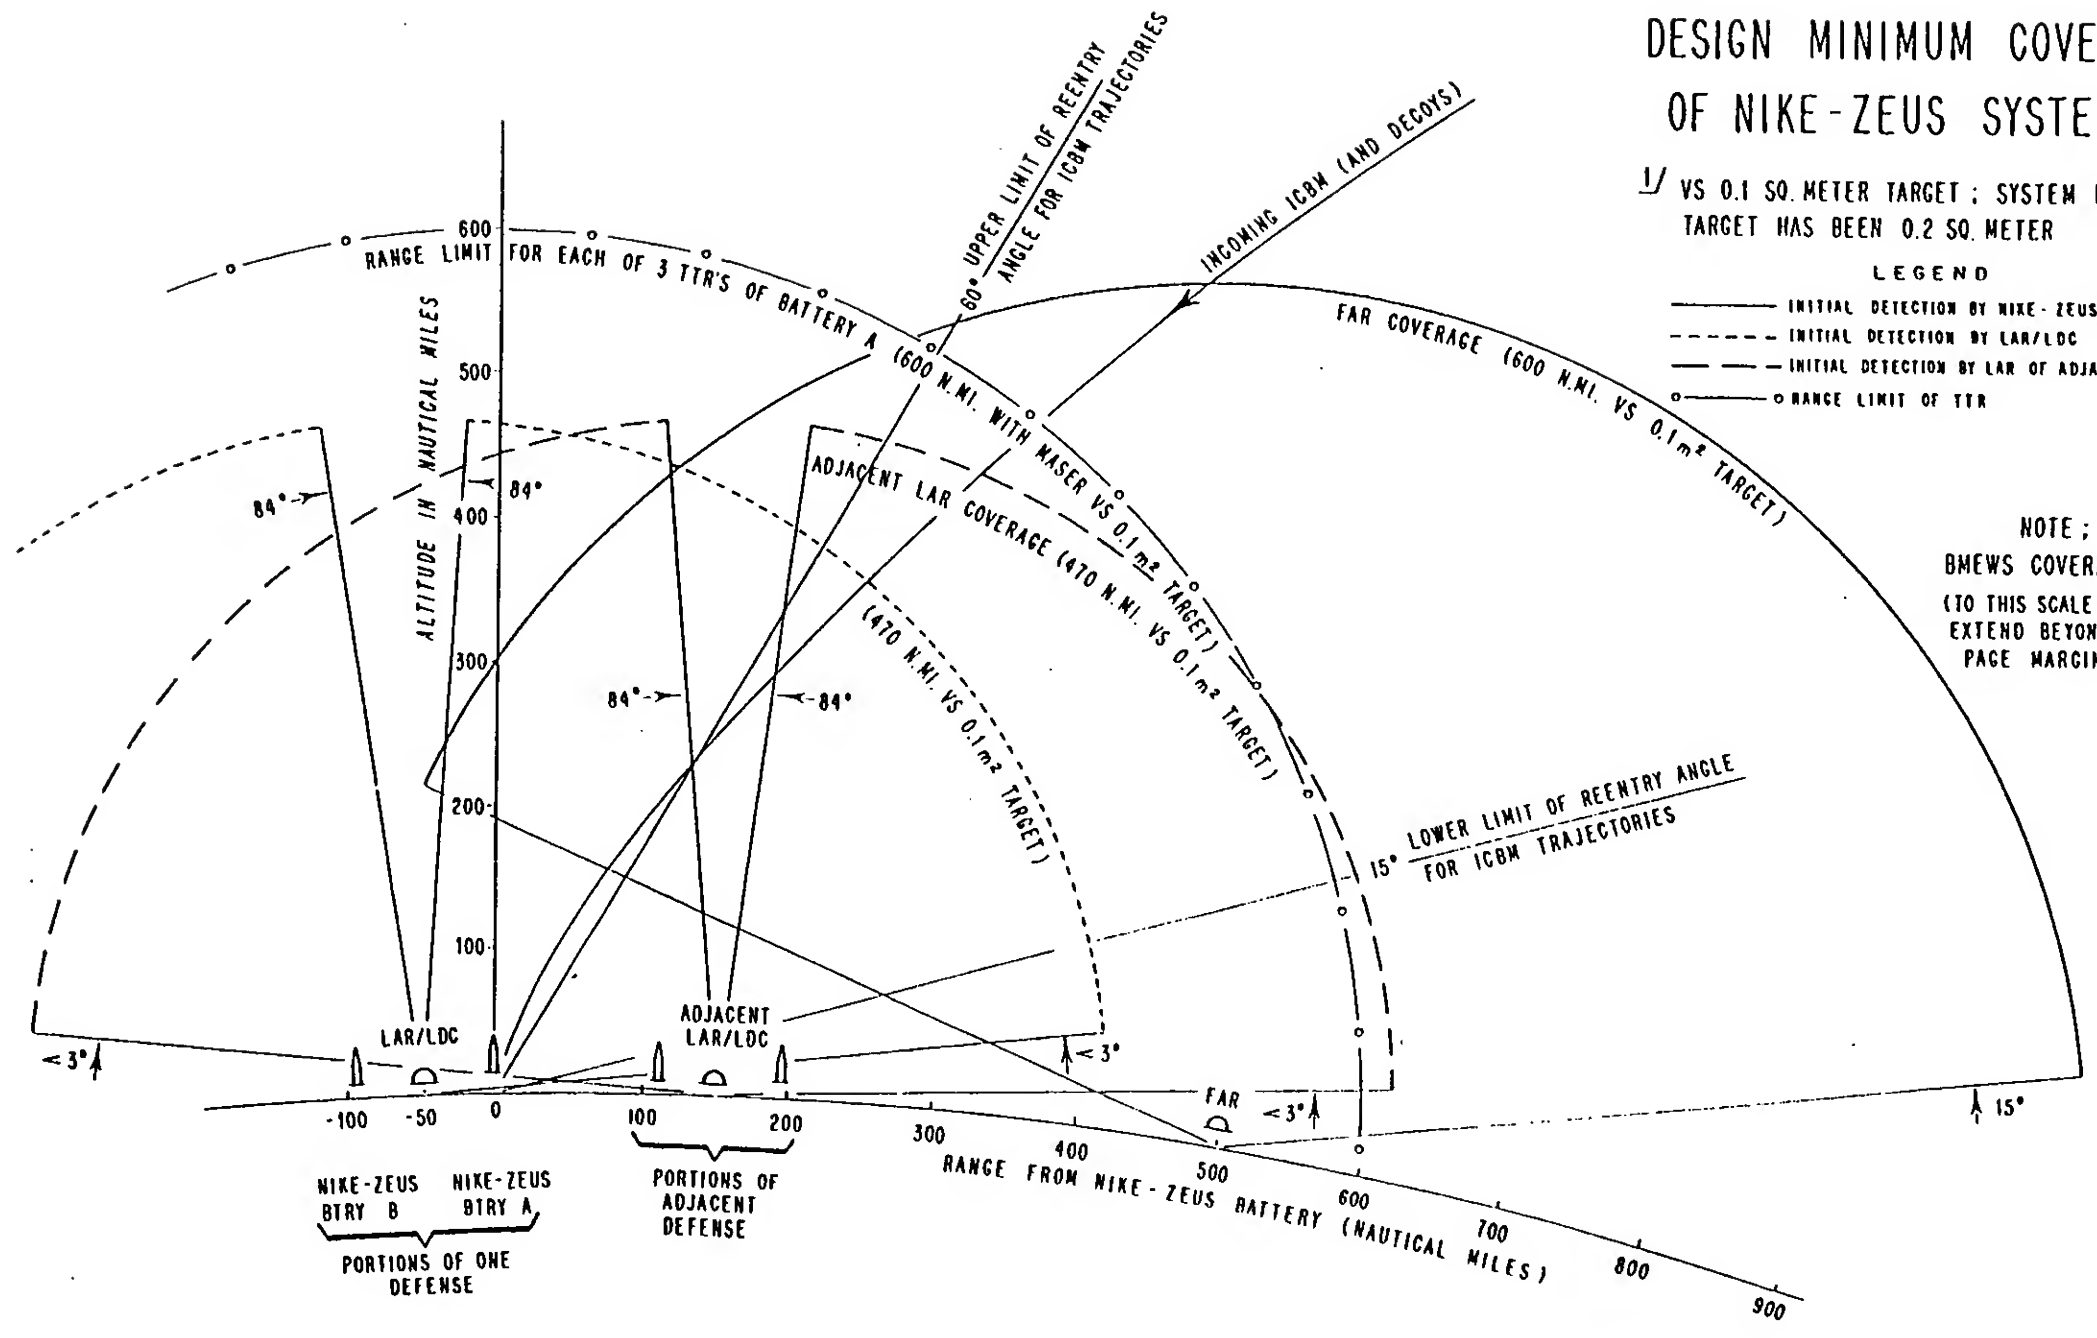 DESIGN MINIMUM COVE
OF NIKE-ZEUS SYSTE
1/ VS 0.1 SQ. METER TARGET ; SYSTEM
TARGET HAS BEEN 0.2 SQ. METER
LEGEND
INITIAL DETECTION BY NIKE-ZEUS
INITIAL DETECTION BY LAR/LDC
INITIAL DETECTION BY LAR OF ADJA
RANGE LIMIT OF TTR
NOTE ;
BMEWS COVER
(TO THIS SCALE
EXTEND BEYON
PAGE MARGI
60° UPPER LIMIT OF REENTRY
ANGLE FOR ICBM TRAJECTORIES
INCOMING ICBM (AND DECOYS)
RANGE LIMIT FOR EACH OF 3 TTR'S OF BATTERY A (600 N.MI. WITH MASER VS 0.1m² TARGET)
FAR COVERAGE (600 N.MI. VS 0.1m² TARGET)
ADJACENT LAR COVERAGE (470 N.MI. VS 0.1m² TARGET)
(470 N.MI. VS 0.1m² TARGET)
ALTITUDE IN NAUTICAL MILES
600
500
400
300
200
100
84°
84°
84°
84°
15° LOWER LIMIT OF REENTRY ANGLE
FOR ICBM TRAJECTORIES
LAR/LDC
ADJACENT
LAR/LDC
FAR
<3°
<3°
<3°
15°
-100
-50
0
100
200
300
400
500
600
700
800
900
RANGE FROM NIKE-ZEUS BATTERY (NAUTICAL MILES)
NIKE-ZEUS
BTRY B
NIKE-ZEUS
BTRY A
PORTIONS OF ONE
DEFENSE
PORTIONS OF
ADJACENT
DEFENSE